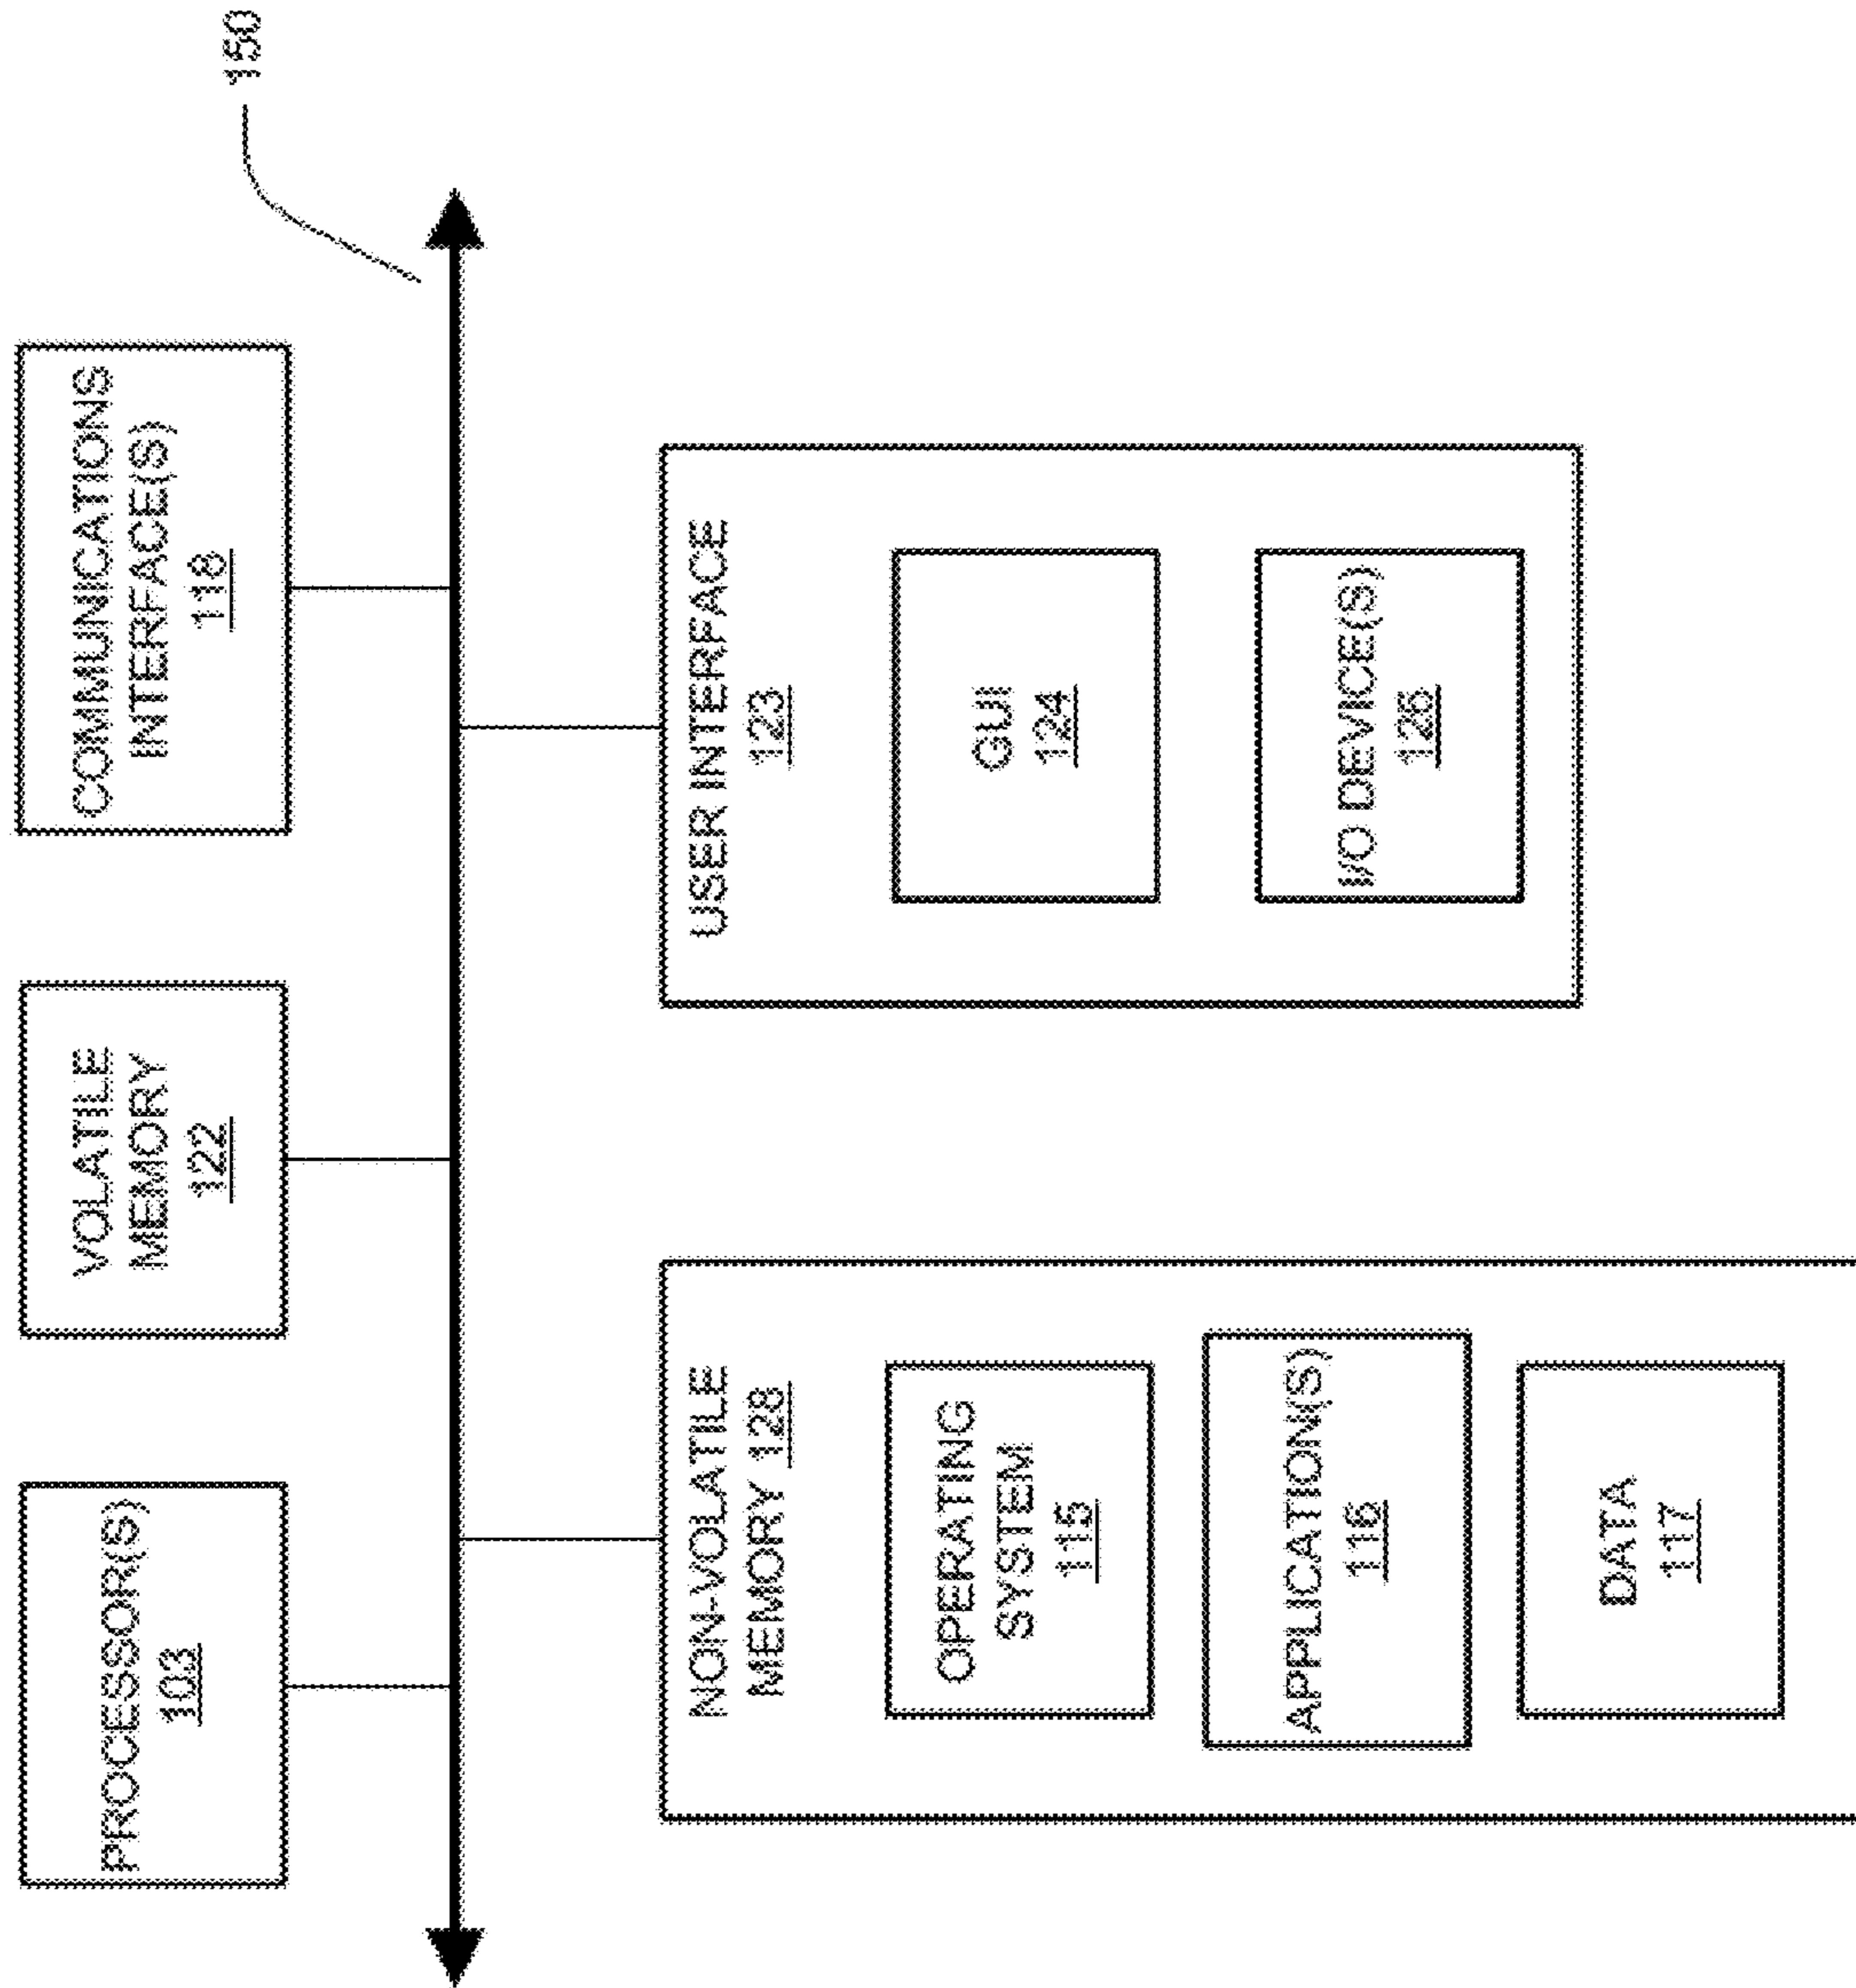 150
PROCESSOR(S)
103
VOLATILE
MEMORY
122
COMMUNICATIONS
INTERFACE(S)
118
NON-VOLATILE
MEMORY 128
OPERATING
SYSTEM
115
APPLICATION(S)
116
DATA
117
USER INTERFACE
123
GUI
124
I/O DEVICE(S)
126